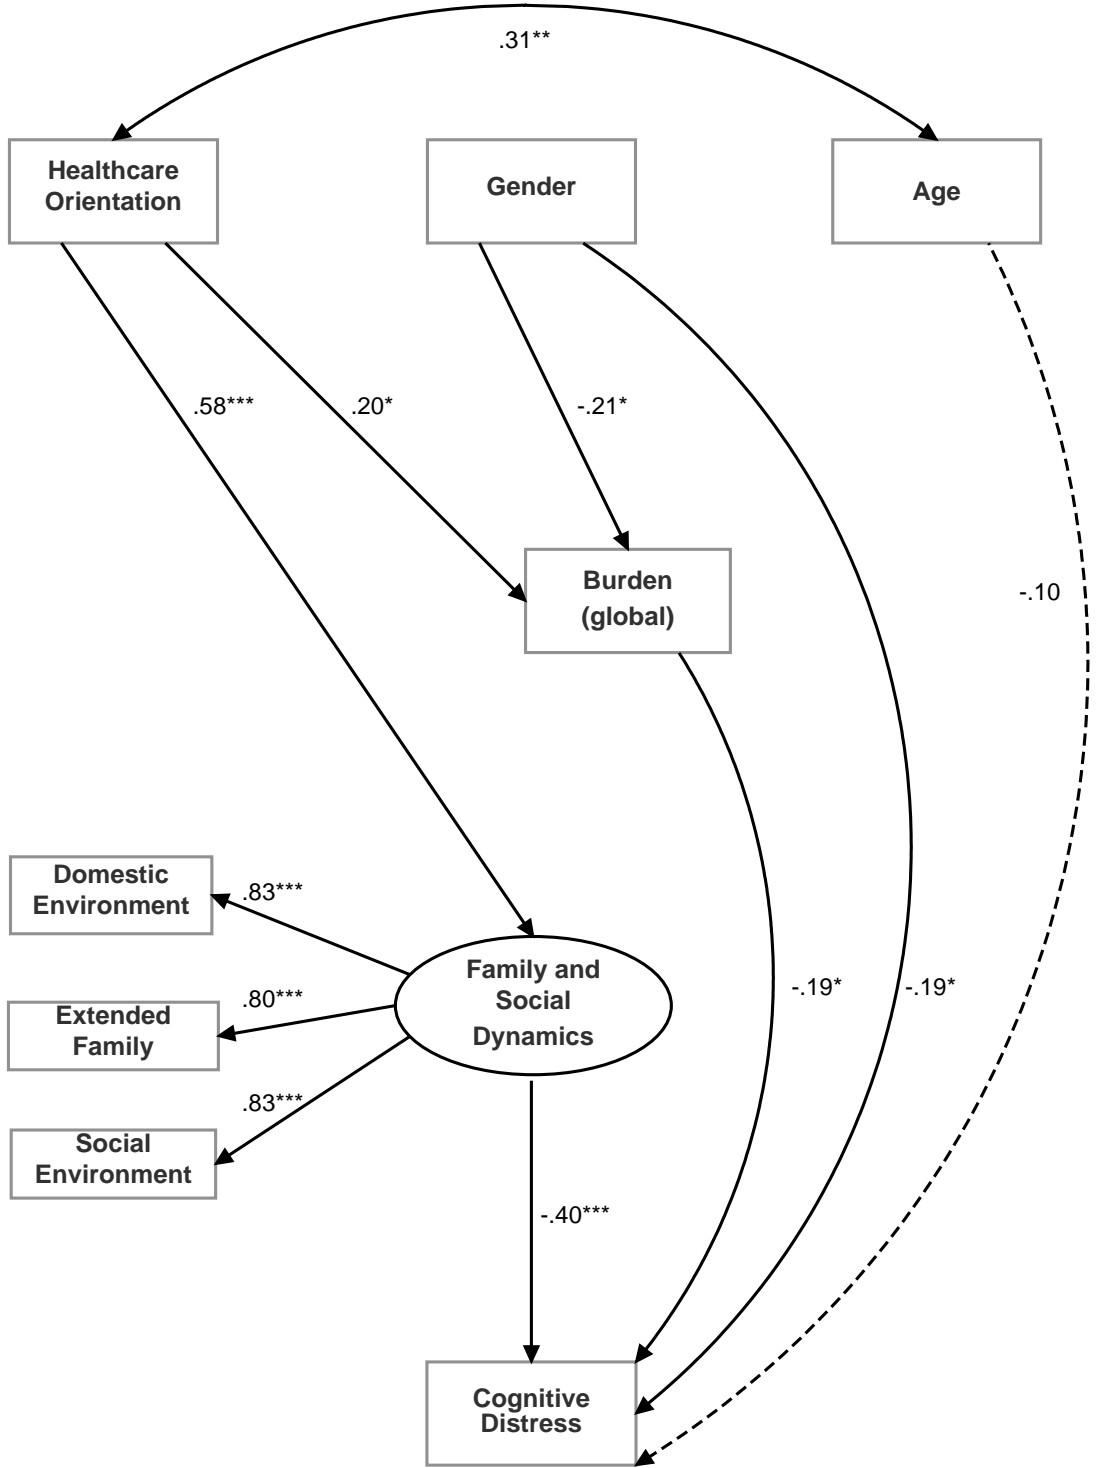 .31**
Healthcare
Orientation
Gender
Age
.58***
.20*
-.21*
-.10
Burden
(global)
Domestic
Environment
.83***
Extended
Family
.80***
Social
Environment
.83***
Family and
Social
Dynamics
-.19*
-.19*
-.40***
Cognitive
Distress